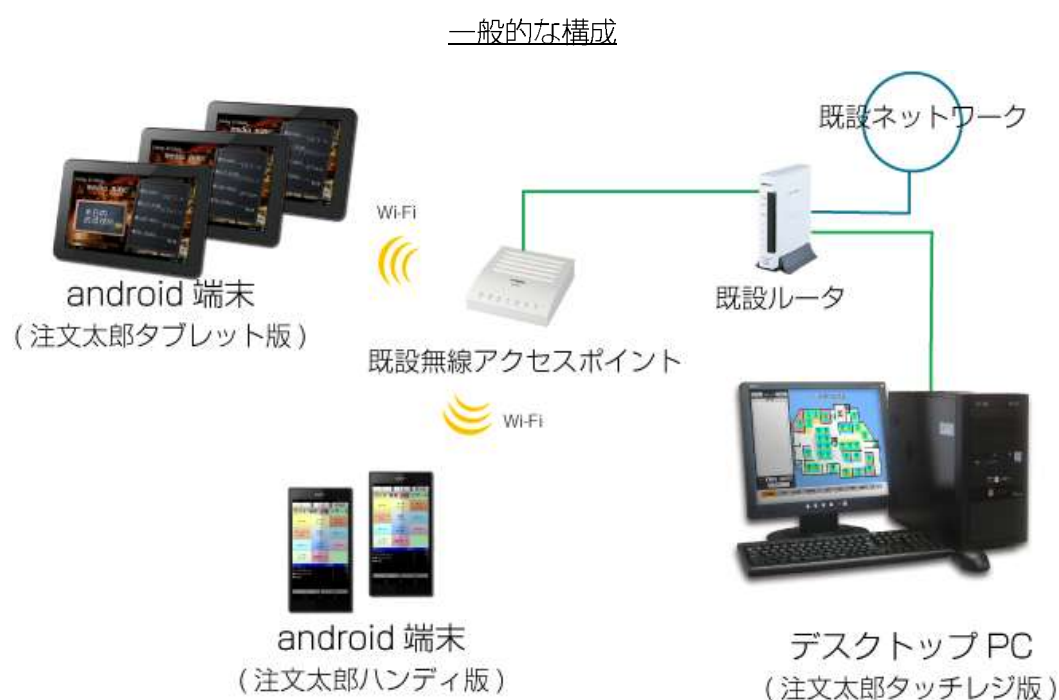 一般的な構成
既設ネットワーク
Wi-Fi
android 端末
(注文太郎タブレット版)
既設ルータ
既設無線アクセスポイント
Wi-Fi
android 端末
(注文太郎ハンディ版)
デスクトップ PC
(注文太郎タッチレジ版)